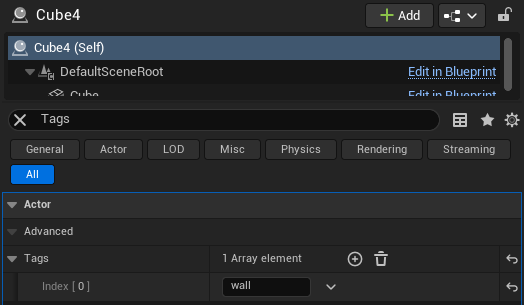 Cube4
+ Add
Cube4 (Self)
DefaultSceneRoot Edit in Blueprint
Cube Edit in Blueprint
Tags
General Actor LOD Misc Physics Rendering Streaming
All
Actor
Advanced
Tags 1 Array element
Index [ 0 ] wall